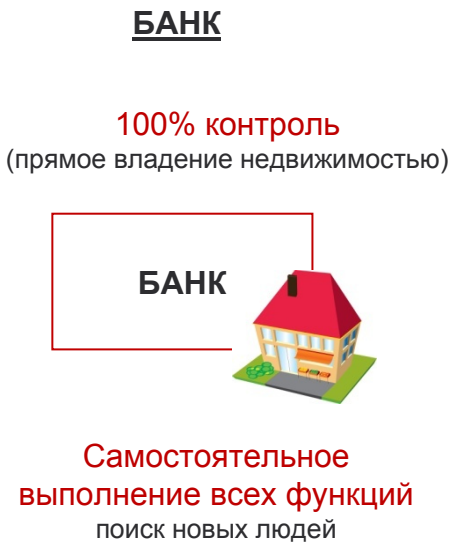 БАНК
100% контроль
(прямое владение недвижимостью)
БАНК
Самостоятельное
выполнение всех функций
поиск новых людей